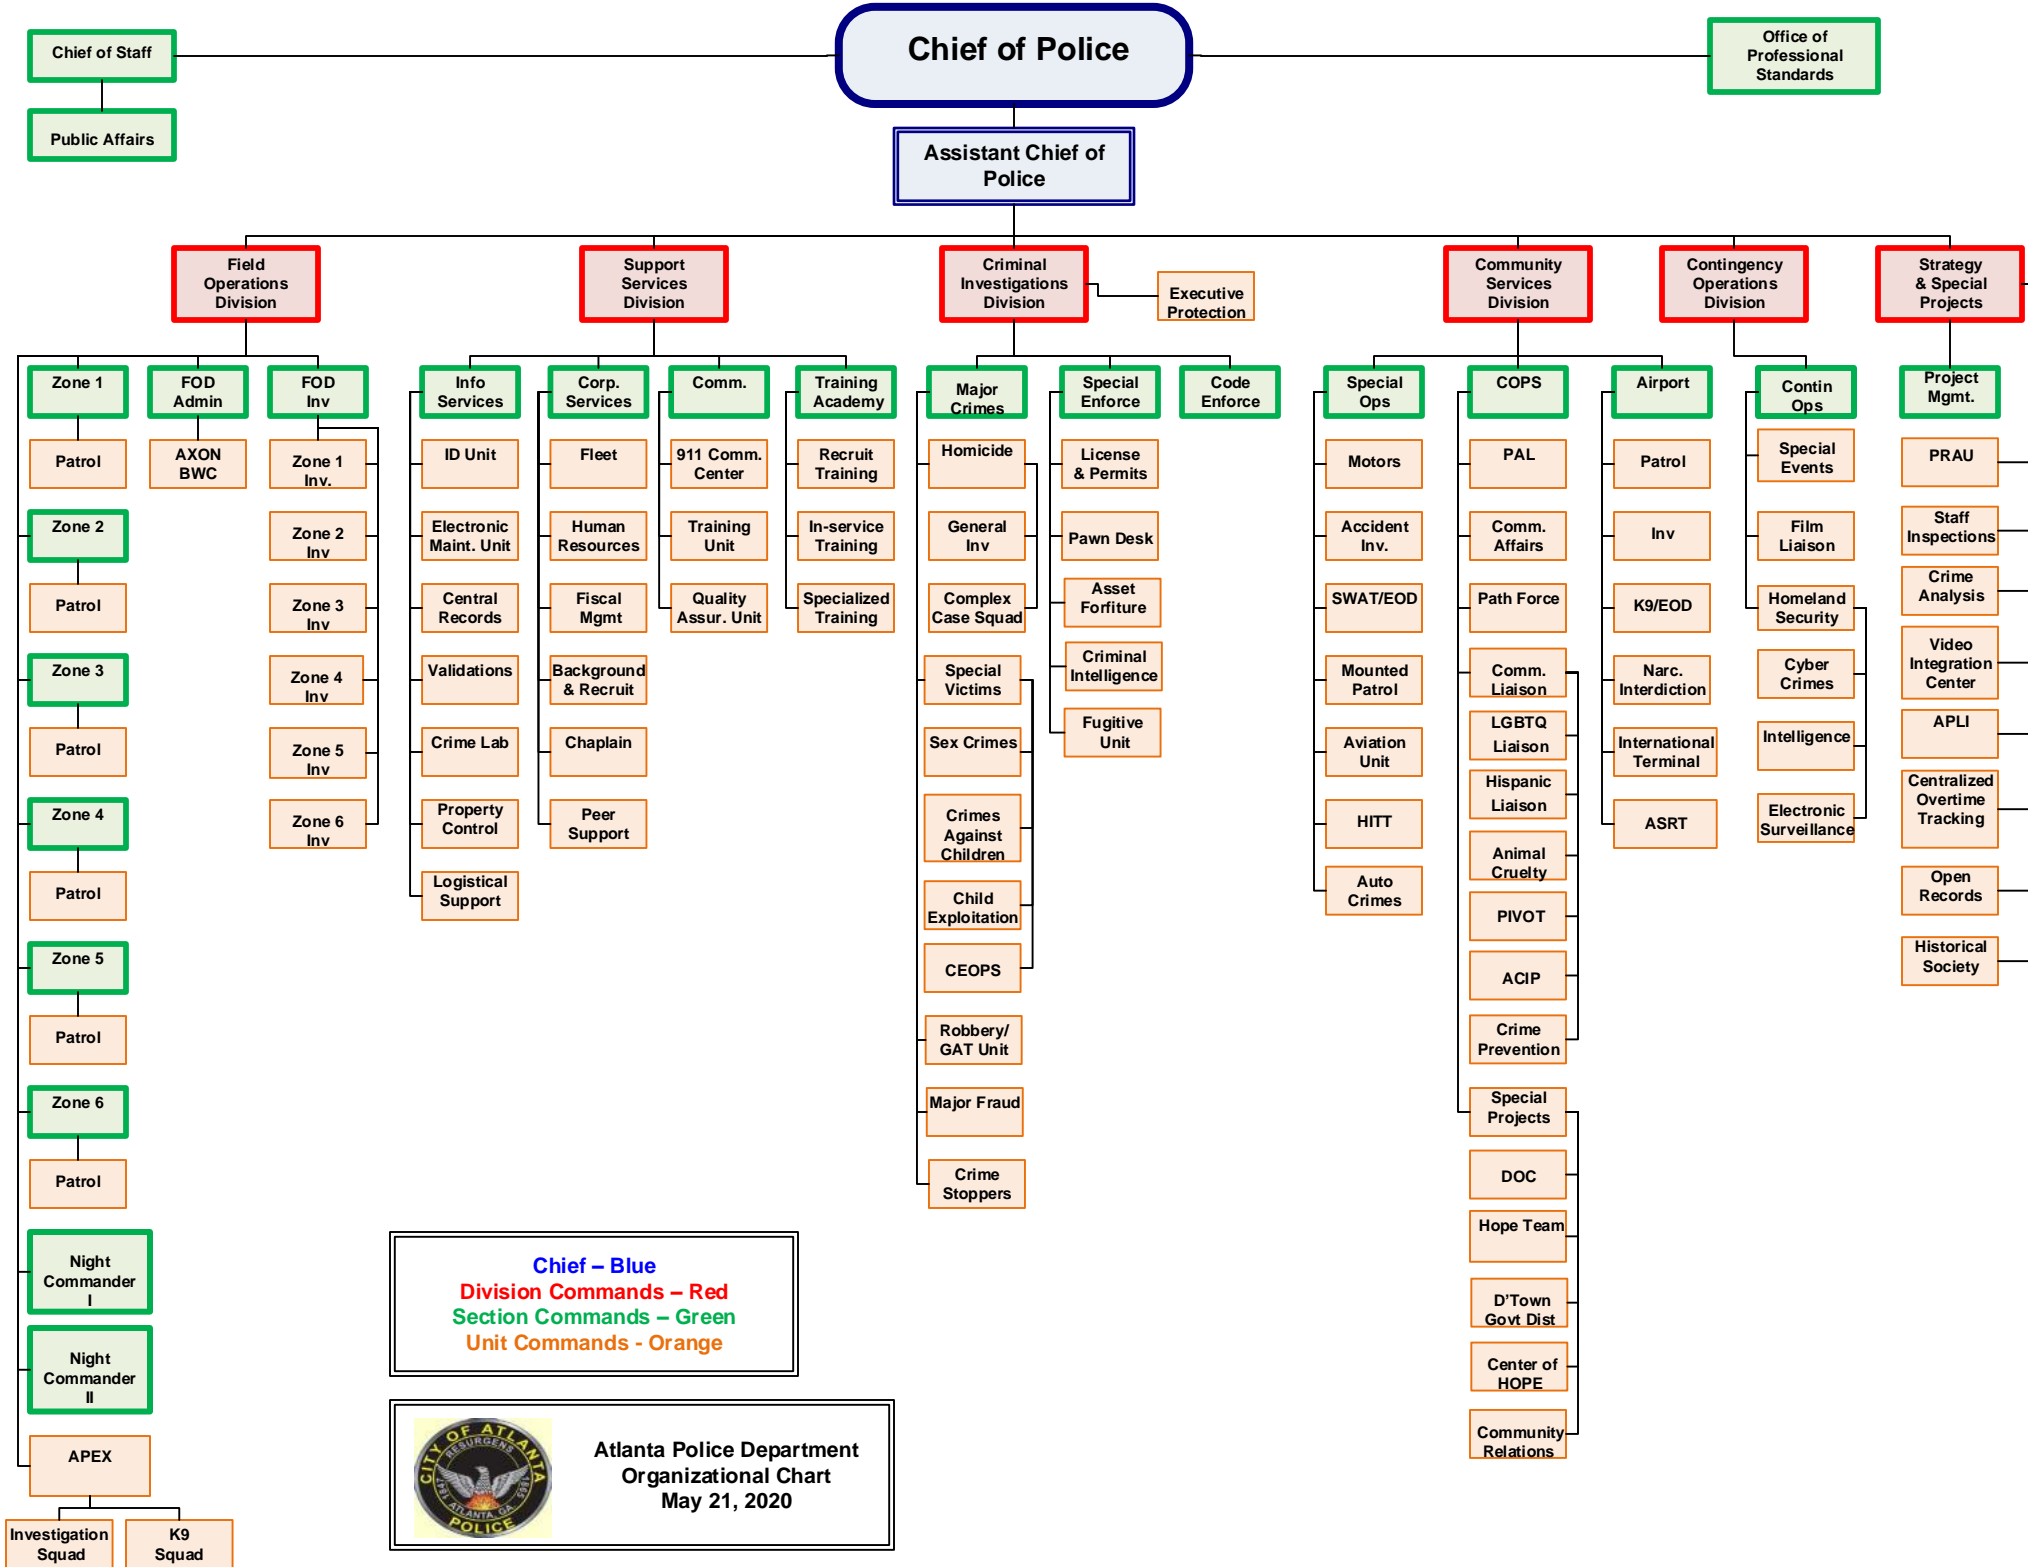 Chief of Police
Chief of Staff
Office of
Professional
Standards
Public Affairs
Assistant Chief of
Police
Field
Operations
Division
Support
Services
Division
Criminal
Investigations
Division
Executive
Protection
Community
Services
Division
Contingency
Operations
Division
Strategy
& Special
Projects
Zone 1
Patrol
Zone 2
Patrol
Zone 3
Patrol
Zone 4
Patrol
Zone 5
Patrol
Zone 6
Patrol
Night
Commander
I
Night
Commander
II
APEX
Investigation
Squad
K9
Squad
FOD
Admin
AXON
BWC
FOD
Inv
Zone 1
Inv.
Zone 2
Inv
Zone 3
Inv
Zone 4
Inv
Zone 5
Inv
Zone 6
Inv
Info
Services
ID Unit
Electronic
Maint. Unit
Central
Records
Validations
Crime Lab
Property
Control
Logistical
Support
Corp.
Services
Fleet
Human
Resources
Fiscal
Mgmt
Background
& Recruit
Chaplain
Peer
Support
Comm.
911 Comm.
Center
Training
Unit
Quality
Assur. Unit
Training
Academy
Recruit
Training
In-service
Training
Specialized
Training
Major
Crimes
Homicide
General
Inv
Complex
Case Squad
Special
Victims
Sex Crimes
Crimes
Against
Children
Child
Exploitation
CEOPS
Robbery/
GAT Unit
Major Fraud
Crime
Stoppers
Special
Enforce
License
& Permits
Pawn Desk
Asset
Forfiture
Criminal
Intelligence
Fugitive
Unit
Code
Enforce
Special
Ops
Motors
Accident
Inv.
SWAT/EOD
Mounted
Patrol
Aviation
Unit
HITT
Auto
Crimes
COPS
PAL
Comm.
Affairs
Path Force
Comm.
Liaison
LGBTQ
Liaison
Hispanic
Liaison
Animal
Cruelty
PIVOT
ACIP
Crime
Prevention
Special
Projects
DOC
Hope Team
D'Town
Govt Dist
Center of
HOPE
Community
Relations
Airport
Patrol
Inv
K9/EOD
Narc.
Interdiction
International
Terminal
ASRT
Contin
Ops
Special
Events
Film
Liaison
Homeland
Security
Cyber
Crimes
Intelligence
Electronic
Surveillance
Project
Mgmt.
PRAU
Staff
Inspections
Crime
Analysis
Video
Integration
Center
APLI
Centralized
Overtime
Tracking
Open
Records
Historical
Society
Chief – Blue
Division Commands – Red
Section Commands – Green
Unit Commands - Orange
CITY OF ATLANTA
RESURGENS
1847
1865
ATLANTA, GA.
POLICE
Atlanta Police Department
Organizational Chart
May 21, 2020